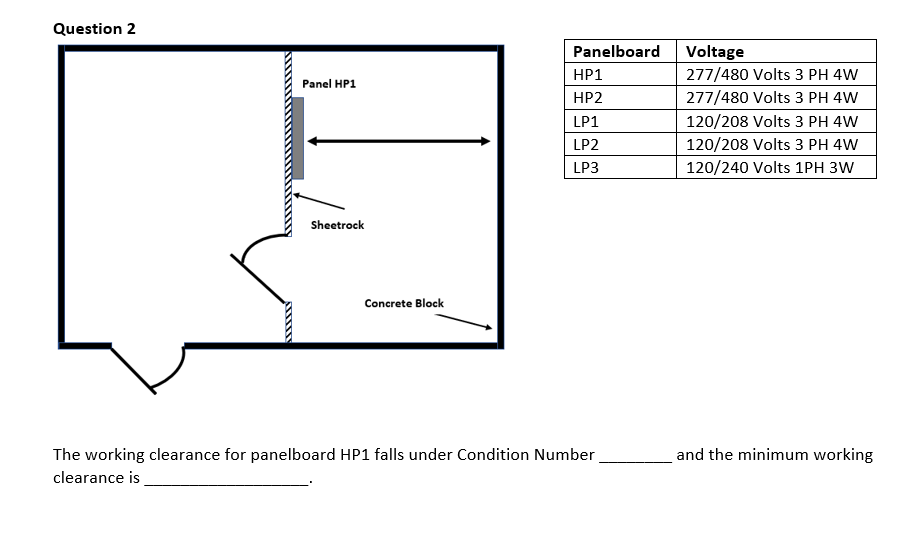 Question 2
Panel HP1
Sheetrock
Concrete Block
Panelboard Voltage
HP1 277/480 Volts 3 PH 4W
HP2 277/480 Volts 3 PH 4W
LP1 120/208 Volts 3 PH 4W
LP2 120/208 Volts 3 PH 4W
LP3 120/240 Volts 1PH 3W
The working clearance for panelboard HP1 falls under Condition Number ________ and the minimum working
clearance is __________________.